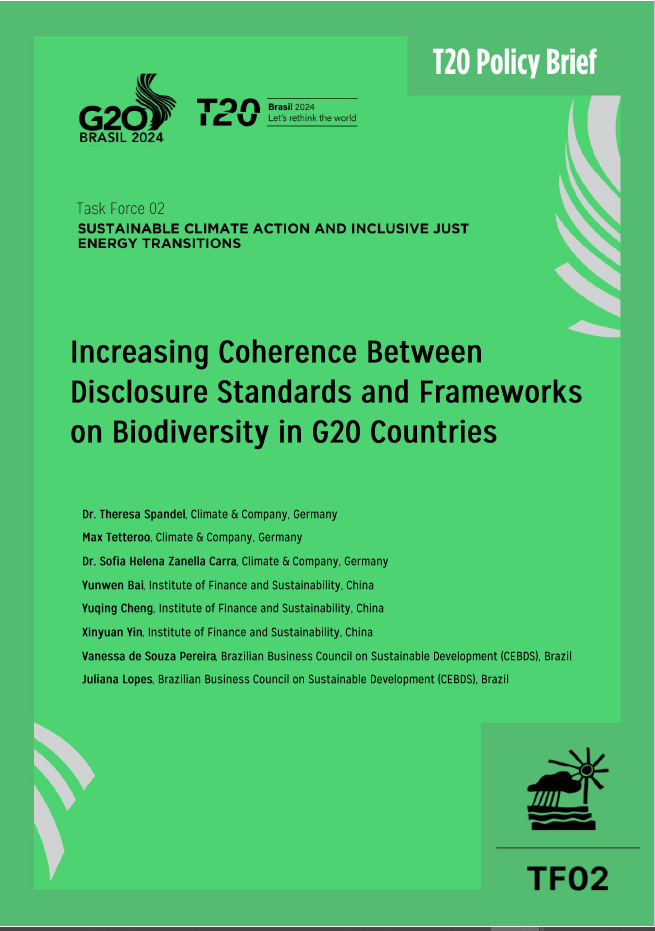 T20 Policy Brief
G20
BRASIL 2024
T20
Brasil 2024
Let's rethink the world
Task Force 02
SUSTAINABLE CLIMATE ACTION AND INCLUSIVE JUST
ENERGY TRANSITIONS
Increasing Coherence Between
Disclosure Standards and Frameworks
on Biodiversity in G20 Countries
Dr. Theresa Spandel, Climate & Company, Germany
Max Tetteroo, Climate & Company, Germany
Dr. Sofia Helena Zanella Carra, Climate & Company, Germany
Yunwen Bai, Institute of Finance and Sustainability, China
Yuqing Cheng, Institute of Finance and Sustainability, China
Xinyuan Yin, Institute of Finance and Sustainability, China
Vanessa de Souza Pereira, Brazilian Business Council on Sustainable Development (CEBDS), Brazil
Juliana Lopes, Brazilian Business Council on Sustainable Development (CEBDS), Brazil
TF02